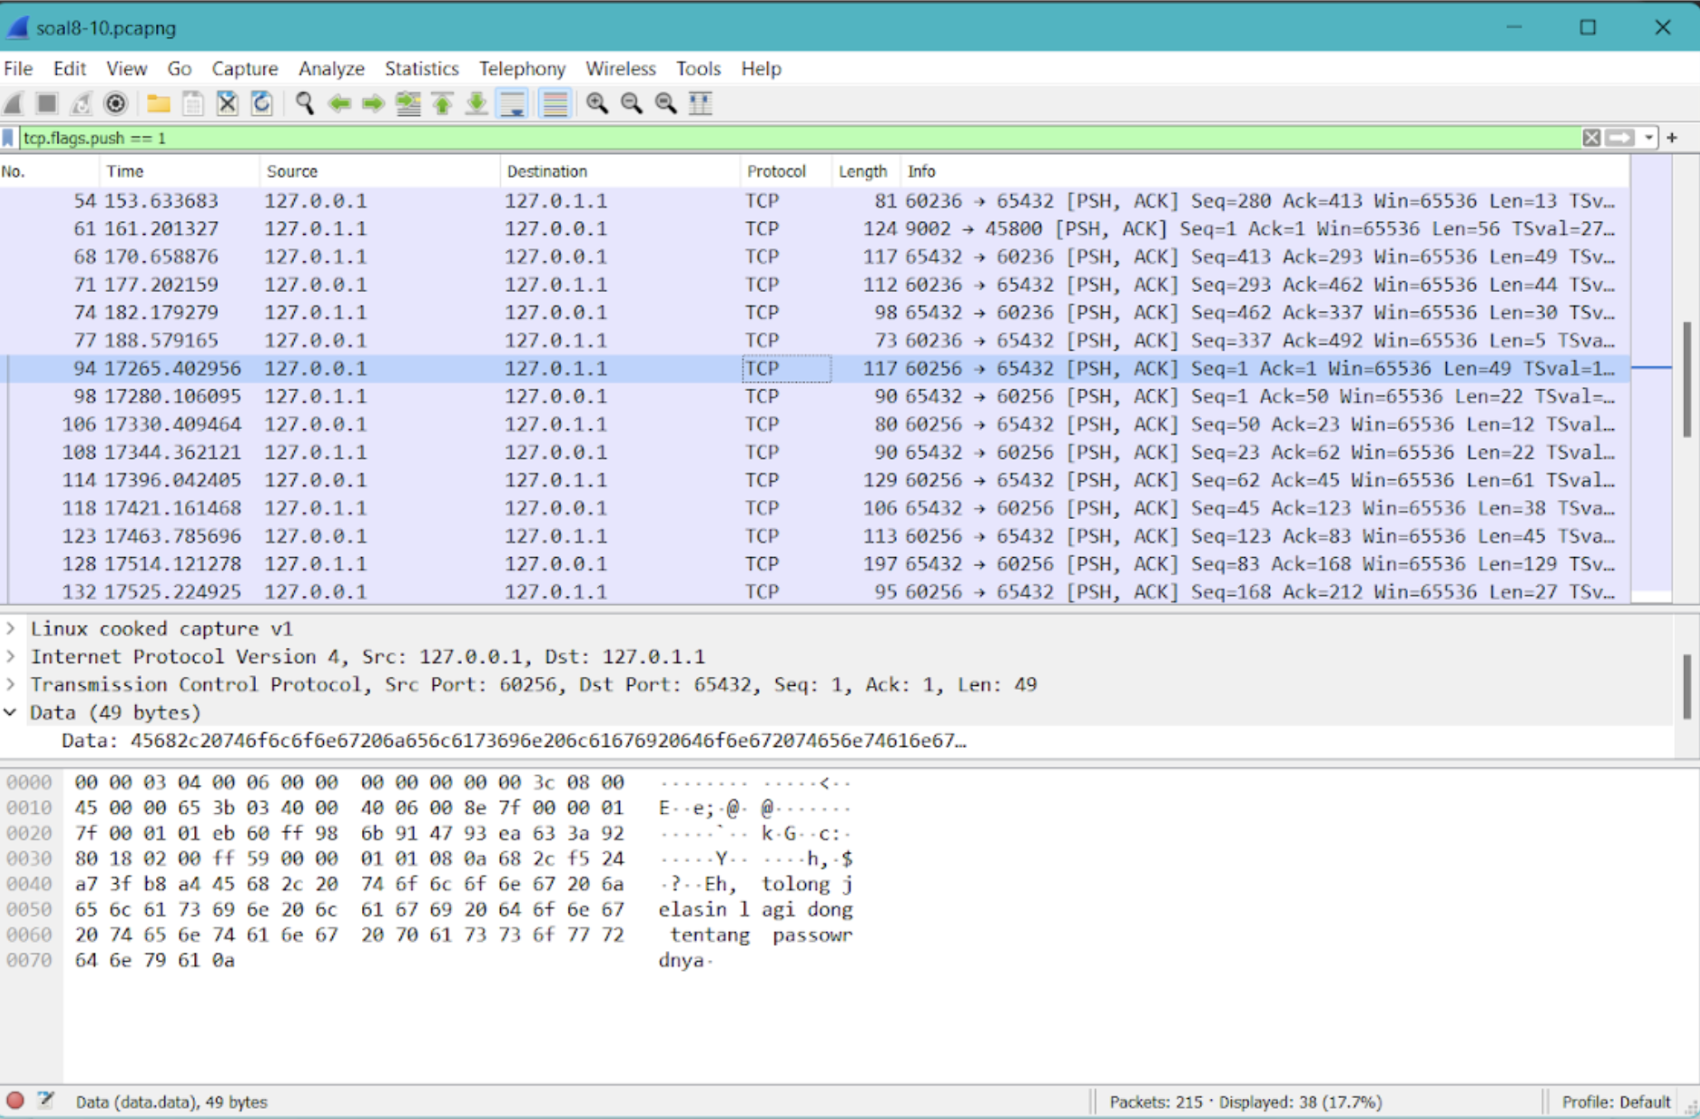 soal8-10.pcapng
File Edit View Go Capture Analyze Statistics Telephony Wireless Tools Help
tcp.flags.push == 1
No. Time Source Destination Protocol Length Info
54 153.633683 127.0.0.1 127.0.1.1 TCP 81 60236 → 65432 [PSH, ACK] Seq=280 Ack=413 Win=65536 Len=13 TSv…
61 161.201327 127.0.0.1 127.0.1.1 TCP 124 9002 → 45800 [PSH, ACK] Seq=1 Ack=1 Win=65536 Len=56 TSval=27…
68 170.658876 127.0.1.1 127.0.0.1 TCP 117 65432 → 60236 [PSH, ACK] Seq=413 Ack=293 Win=65536 Len=49 TSv…
71 177.202159 127.0.0.1 127.0.1.1 TCP 112 60236 → 65432 [PSH, ACK] Seq=293 Ack=462 Win=65536 Len=44 TSv…
74 182.179279 127.0.1.1 127.0.0.1 TCP 98 65432 → 60236 [PSH, ACK] Seq=462 Ack=337 Win=65536 Len=30 TSv…
77 188.579165 127.0.0.1 127.0.1.1 TCP 73 60236 → 65432 [PSH, ACK] Seq=337 Ack=492 Win=65536 Len=5 TSva…
94 17265.402956 127.0.0.1 127.0.1.1 TCP 117 60256 → 65432 [PSH, ACK] Seq=1 Ack=1 Win=65536 Len=49 TSval=1…
98 17280.106095 127.0.1.1 127.0.0.1 TCP 90 65432 → 60256 [PSH, ACK] Seq=1 Ack=50 Win=65536 Len=22 TSval=…
106 17330.409464 127.0.0.1 127.0.1.1 TCP 80 60256 → 65432 [PSH, ACK] Seq=50 Ack=23 Win=65536 Len=12 TSval…
108 17344.362121 127.0.1.1 127.0.0.1 TCP 90 65432 → 60256 [PSH, ACK] Seq=23 Ack=62 Win=65536 Len=22 TSval…
114 17396.042405 127.0.0.1 127.0.1.1 TCP 129 60256 → 65432 [PSH, ACK] Seq=62 Ack=45 Win=65536 Len=61 TSval…
118 17421.161468 127.0.1.1 127.0.0.1 TCP 106 65432 → 60256 [PSH, ACK] Seq=45 Ack=123 Win=65536 Len=38 TSva…
123 17463.785696 127.0.0.1 127.0.1.1 TCP 113 60256 → 65432 [PSH, ACK] Seq=123 Ack=83 Win=65536 Len=45 TSva…
128 17514.121278 127.0.1.1 127.0.0.1 TCP 197 65432 → 60256 [PSH, ACK] Seq=83 Ack=168 Win=65536 Len=129 TSv…
132 17525.224925 127.0.0.1 127.0.1.1 TCP 95 60256 → 65432 [PSH, ACK] Seq=168 Ack=212 Win=65536 Len=27 TSv…
Linux cooked capture v1
Internet Protocol Version 4, Src: 127.0.0.1, Dst: 127.0.1.1
Transmission Control Protocol, Src Port: 60256, Dst Port: 65432, Seq: 1, Ack: 1, Len: 49
Data (49 bytes)
Data: 45682c20746f6c6f6e67206a656c6173696e206c61676920646f6e672074656e74616e67…
0000 00 00 03 04 00 06 00 00 00 00 00 00 00 3c 08 00 ········ ·····<··
0010 45 00 00 65 3b 03 40 00 40 06 00 8e 7f 00 00 01 E··e;·@· @·······
0020 7f 00 01 01 eb 60 ff 98 6b 91 47 93 ea 63 3a 92 ·····`·· k·G··c:·
0030 80 18 02 00 ff 59 00 00 01 01 08 0a 68 2c f5 24 ·····Y·· ····h,·$
0040 a7 3f b8 a4 45 68 2c 20 74 6f 6c 6f 6e 67 20 6a ·?··Eh, tolong j
0050 65 6c 61 73 69 6e 20 6c 61 67 69 20 64 6f 6e 67 elasin l agi dong
0060 20 74 65 6e 74 61 6e 67 20 70 61 73 73 6f 77 72 tentang passowr
0070 64 6e 79 61 0a dnya·
Data (data.data), 49 bytes Packets: 215 · Displayed: 38 (17.7%) Profile: Default